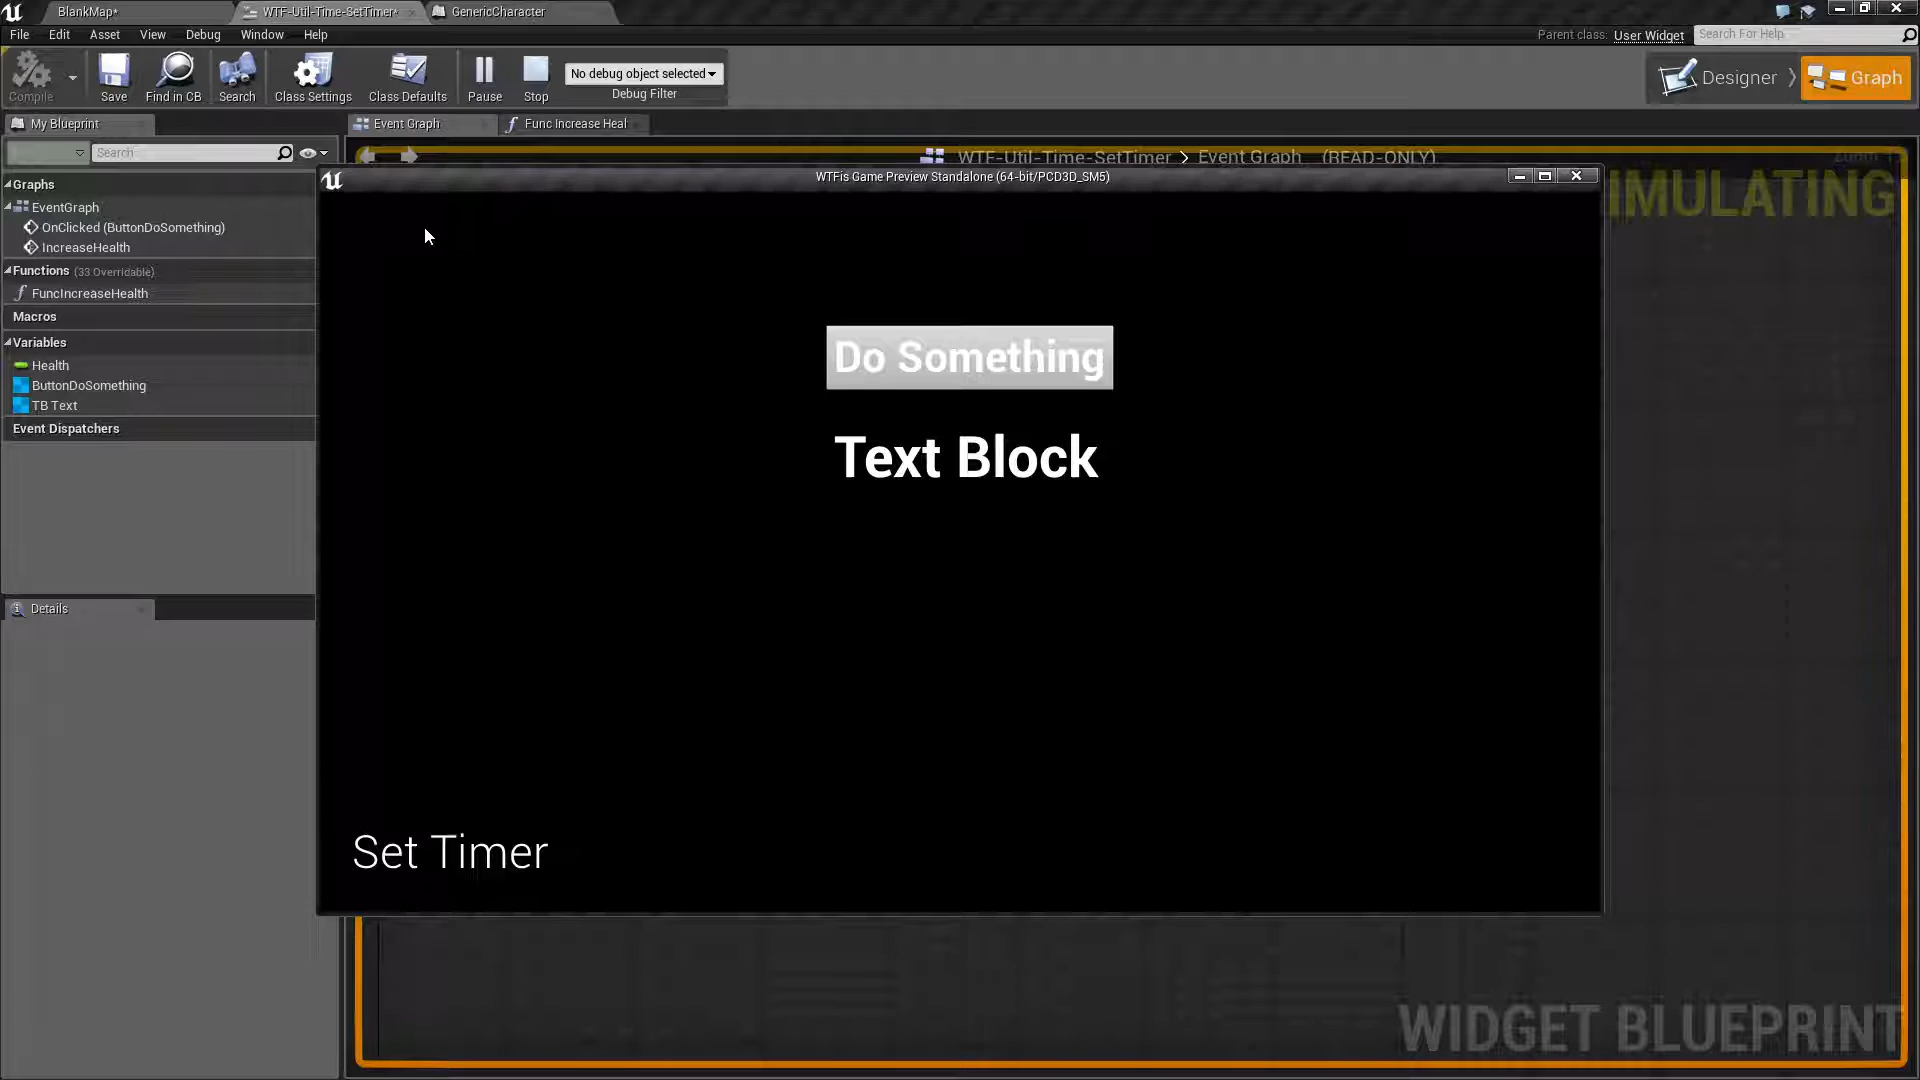 BlankMap*
WTF-Util-Time-SetTimer*
GenericCharacter
File Edit Asset View Debug Window Help
Parent class: User Widget
Search For Help
Compile
Save
Find in CB
Search
Class Settings
Class Defaults
Pause
Stop
No debug object selected
Debug Filter
Designer
Graph
My Blueprint
Event Graph
Func Increase Heal
Search
WTF-Util-Time-SetTimer > Event Graph (READ-ONLY)
WTFis Game Preview Standalone (64-bit/PCD3D_SM5)
IMULATING
Graphs
EventGraph
OnClicked (ButtonDoSomething)
IncreaseHealth
Functions (33 Overridable)
FuncIncreaseHealth
Macros
Variables
Health
ButtonDoSomething
TB Text
Event Dispatchers
Details
Do Something
Text Block
Set Timer
WIDGET BLUEPRINT